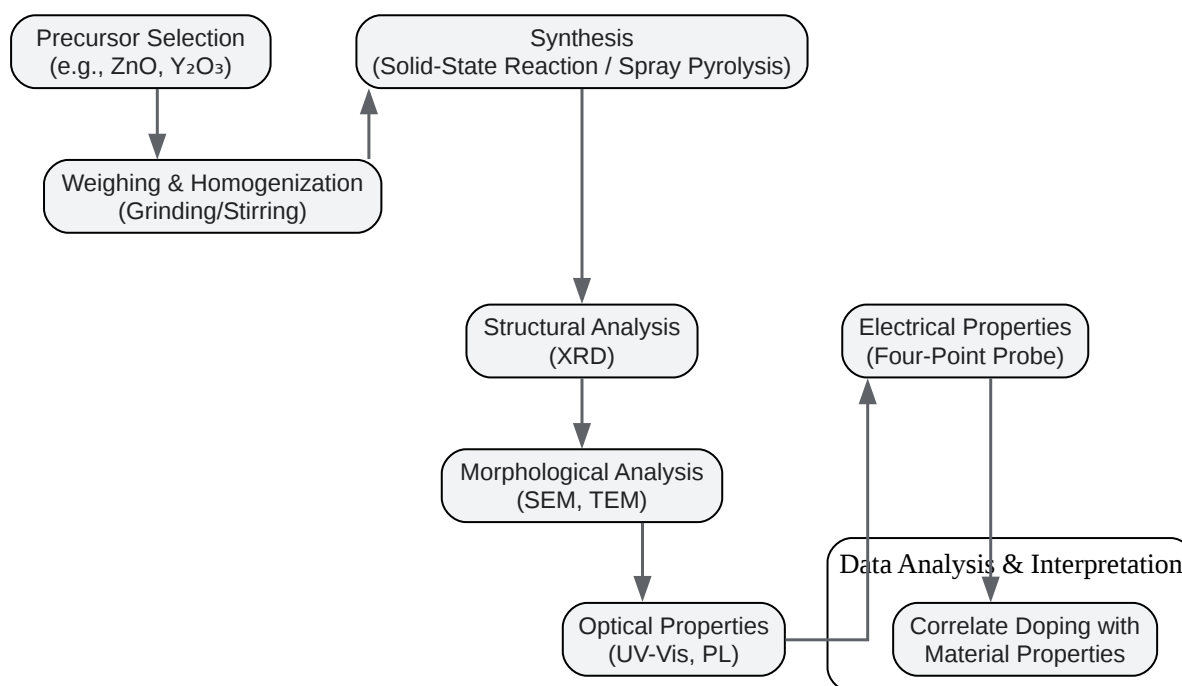 Precursor Selection
(e.g., ZnO, Y₂O₃)
Synthesis
(Solid-State Reaction / Spray Pyrolysis)
Weighing & Homogenization
(Grinding/Stirring)
Structural Analysis
(XRD)
Electrical Properties
(Four-Point Probe)
Morphological Analysis
(SEM, TEM)
Data Analysis & Interpretation
Optical Properties
(UV-Vis, PL)
Correlate Doping with
Material Properties